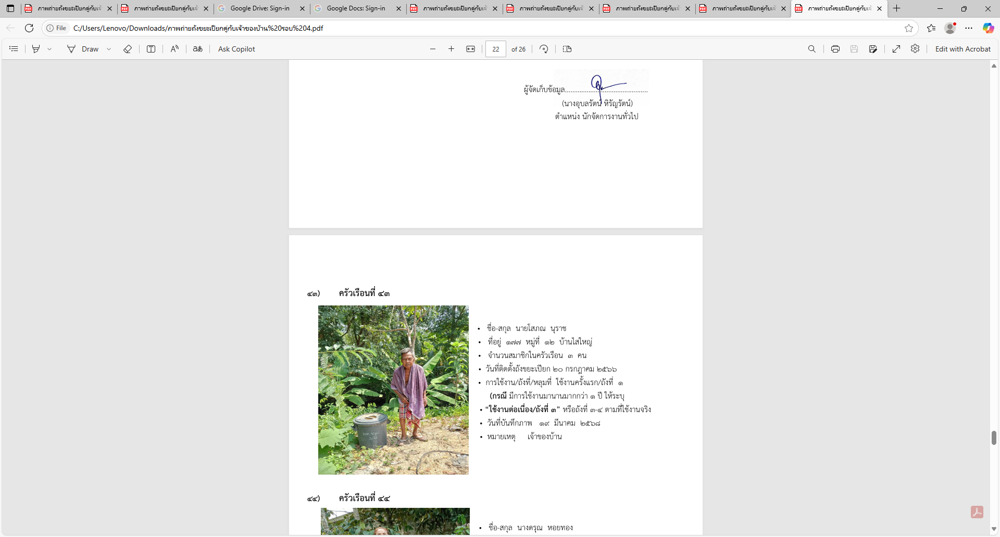 ภาพถ่ายถังขยะเปียกคู่กับเจ้
ภาพถ่ายถังขยะเปียกคู่กับเจ้
Google Drive: Sign-in
Google Docs: Sign-in
ภาพถ่ายถังขยะเปียกคู่กับเจ้
ภาพถ่ายถังขยะเปียกคู่กับเจ้
ภาพถ่ายถังขยะเปียกคู่กับเจ้
ภาพถ่ายถังขยะเปียกคู่กับเจ้
ภาพถ่ายถังขยะเปียกคู่กับเจ้
File C:/Users/Lenovo/Downloads/ภาพถ่ายถังขยะเปียกคู่กับเจ้าของบ้าน%20รอบ%204.pdf
Draw aあ Ask Copilot 22 of 26 Edit with Acrobat
ผู้จัดเก็บข้อมูล..............................................
(นางอุบลรัตน์ หิรัญรัตน์)
ตำแหน่ง นักจัดการงานทั่วไป
๔๓) ครัวเรือนที่ ๔๓
• ชื่อ-สกุล นายโสภณ นุราช
• ที่อยู่ ๑๗๗ หมู่ที่ ๑๒ บ้านไสใหญ่
• จำนวนสมาชิกในครัวเรือน ๓ คน
• วันที่ติดตั้งถังขยะเปียก ๒๐ กรกฎาคม ๒๕๖๖
• การใช้งาน/ถังที่/หลุมที่ ใช้งานครั้งแรก/ถังที่ ๑
(กรณี มีการใช้งานมานานมากกว่า ๑ ปี ให้ระบุ
• “ใช้งานต่อเนื่อง/ถังที่ ๓” หรือถังที่ ๓-๔ ตามที่ใช้งานจริง
• วันที่บันทึกภาพ ๑๙ มีนาคม ๒๕๖๘
• หมายเหตุ เจ้าของบ้าน
๔๔) ครัวเรือนที่ ๔๔
• ชื่อ-สกุล นางดรุณ หอยทอง